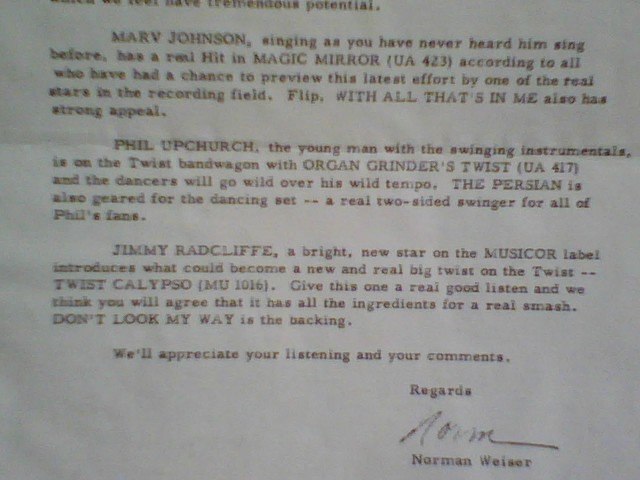 which we feel have tremendous potential.
MARV JOHNSON, singing as you have never heard him sing
before, has a real Hit in MAGIC MIRROR (UA 423) according to all
who have had a chance to preview this latest effort by one of the real
stars in the recording field. Flip, WITH ALL THAT'S IN ME also has
strong appeal.
PHIL UPCHURCH, the young man with the swinging instrumentals,
is on the Twist bandwagon with ORGAN GRINDER'S TWIST (UA 417)
and the dancers will go wild over his wild tempo. THE PERSIAN is
also geared for the dancing set -- a real two-sided swinger for all of
Phil's fans.
JIMMY RADCLIFFE, a bright, new star on the MUSICOR label
introduces what could become a new and real big twist on the Twist --
TWIST CALYPSO (MU 1016). Give this one a real good listen and we
think you will agree that it has all the ingredients for a real smash.
DON'T LOOK MY WAY is the backing.
We'll appreciate your listening and your comments.
Regards
Norm
Norman Weiser